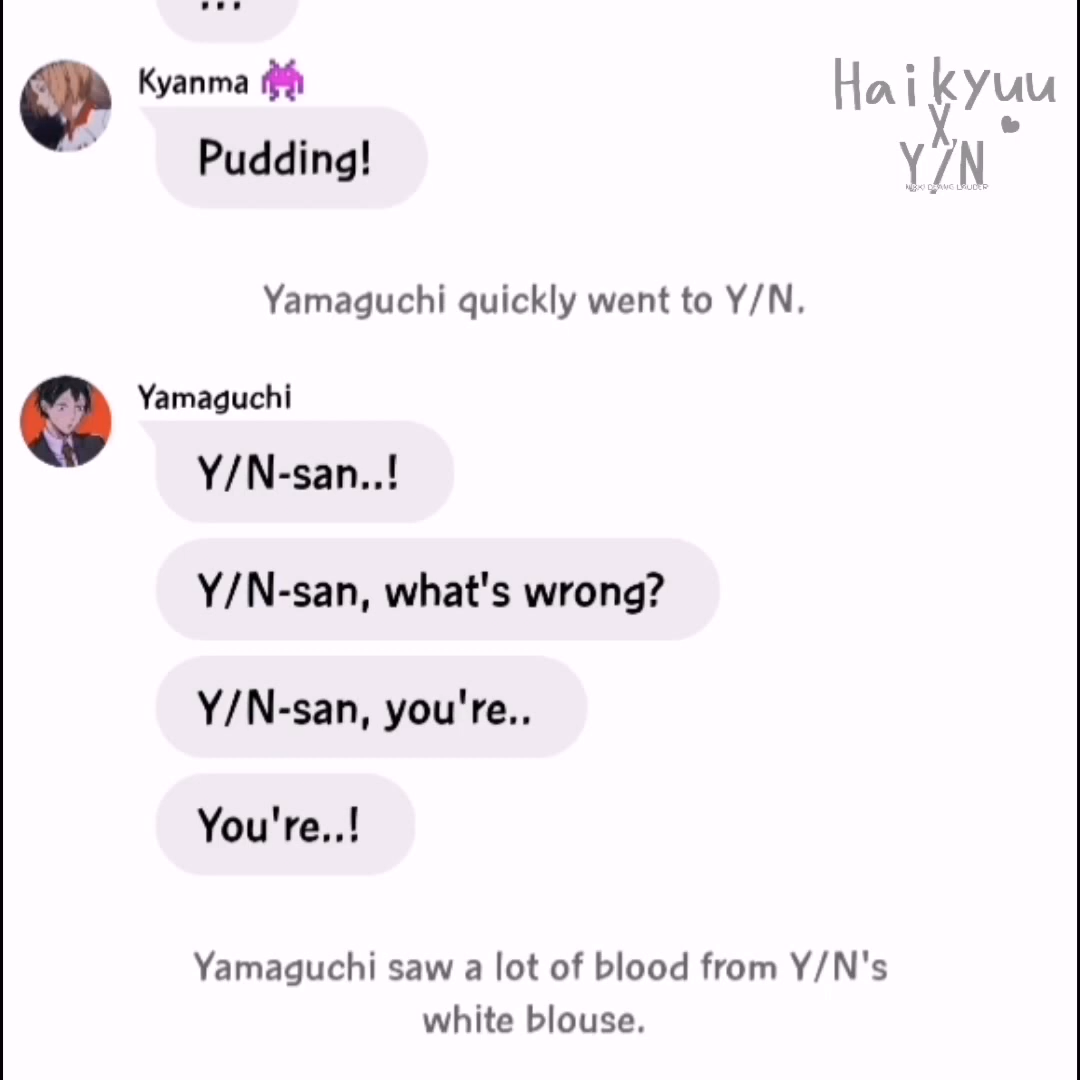 ...
Kyanma 👾
Pudding!
Haikyuu
X
Y/N
Yamaguchi quickly went to Y/N.
Yamaguchi
Y/N-san..!
Y/N-san, what's wrong?
Y/N-san, you're..
You're..!
Yamaguchi saw a lot of blood from Y/N's
white blouse.